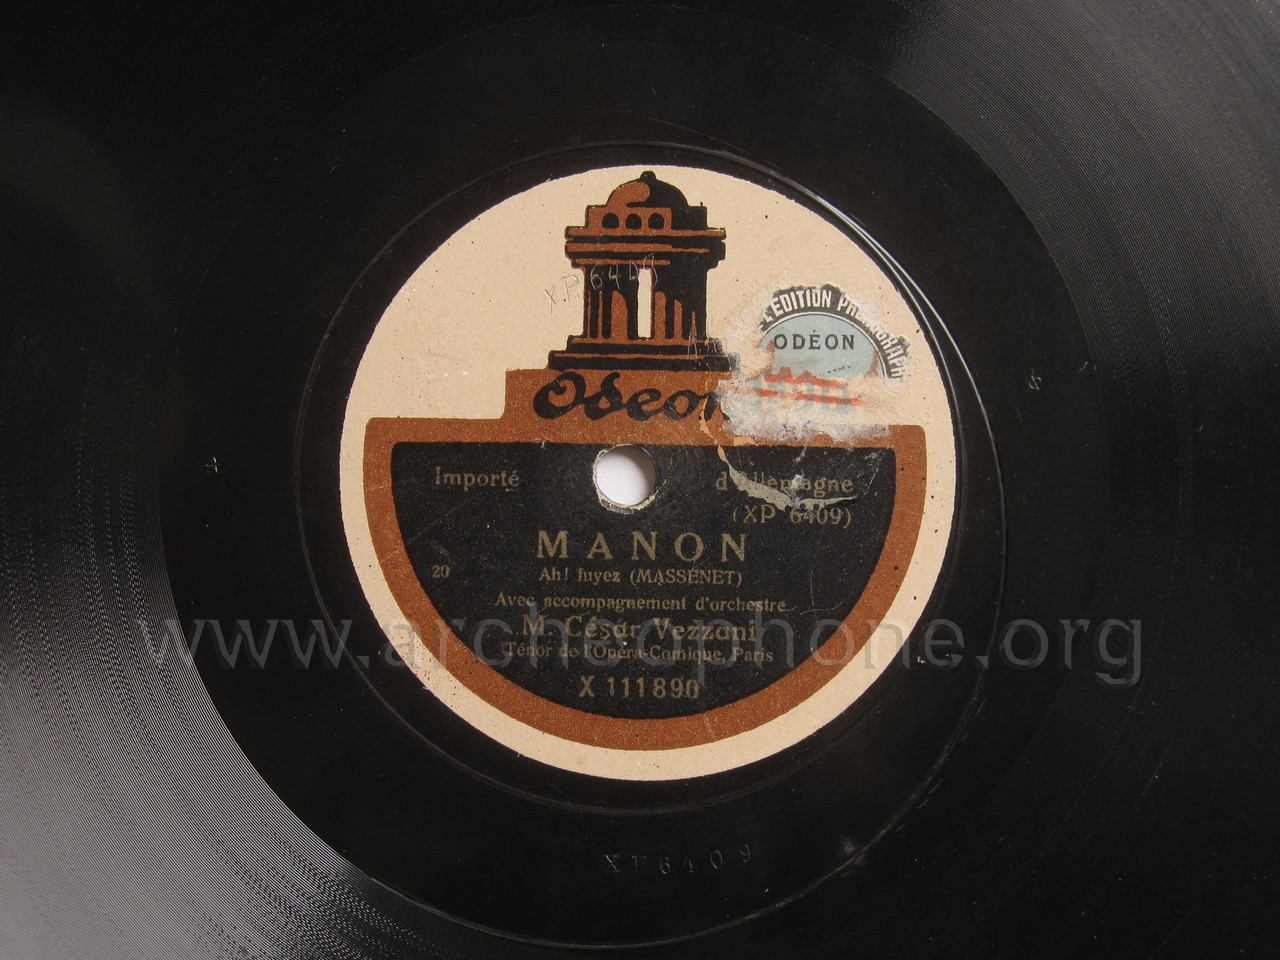 XP 6409
L'EDITION PHONOGRAPH
ODÉON
Odeon
Importé d'Allemagne
(XP 6409)
MANON
20 Ah! fuyez (MASSENET)
Avec accompagnement d'orchestre
M. César Vezzani
Ténor de l'Opéra-Comique, Paris
X 111890
www.archeophone.org
XP6409